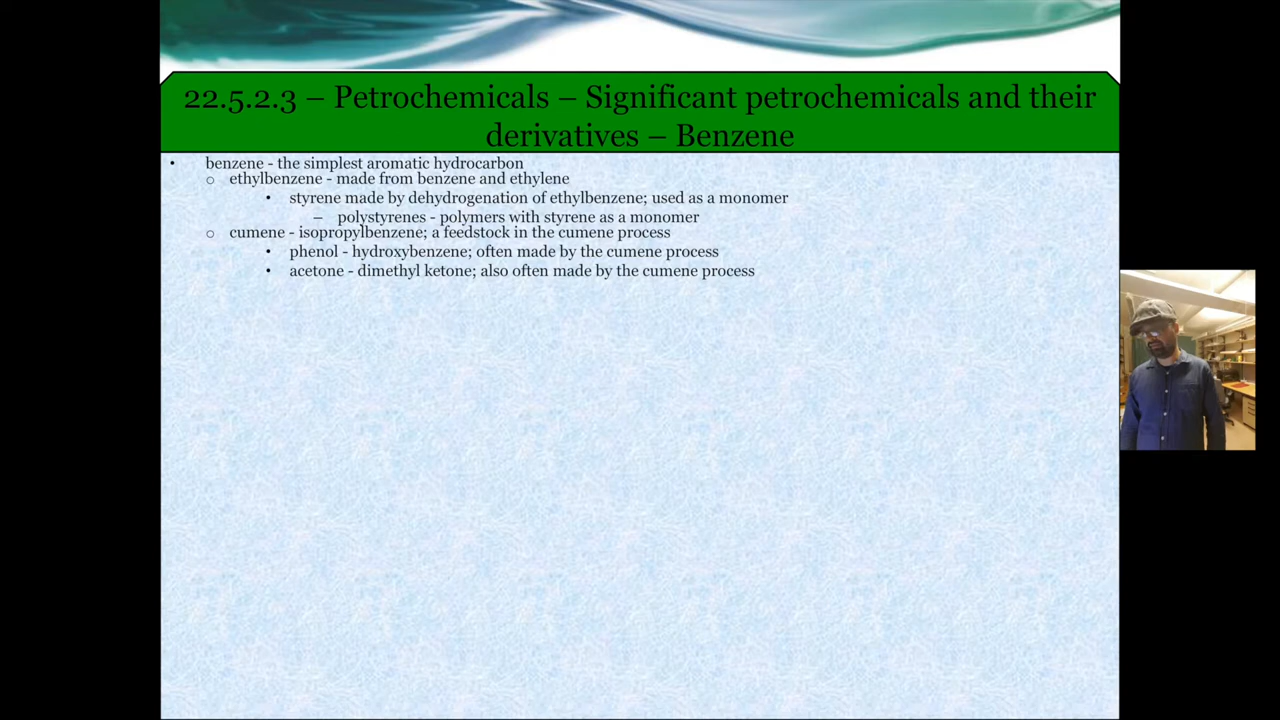 22.5.2.3 – Petrochemicals – Significant petrochemicals and their
derivatives – Benzene
• benzene - the simplest aromatic hydrocarbon
o ethylbenzene - made from benzene and ethylene
• styrene made by dehydrogenation of ethylbenzene; used as a monomer
– polystyrenes - polymers with styrene as a monomer
o cumene - isopropylbenzene; a feedstock in the cumene process
• phenol - hydroxybenzene; often made by the cumene process
• acetone - dimethyl ketone; also often made by the cumene process